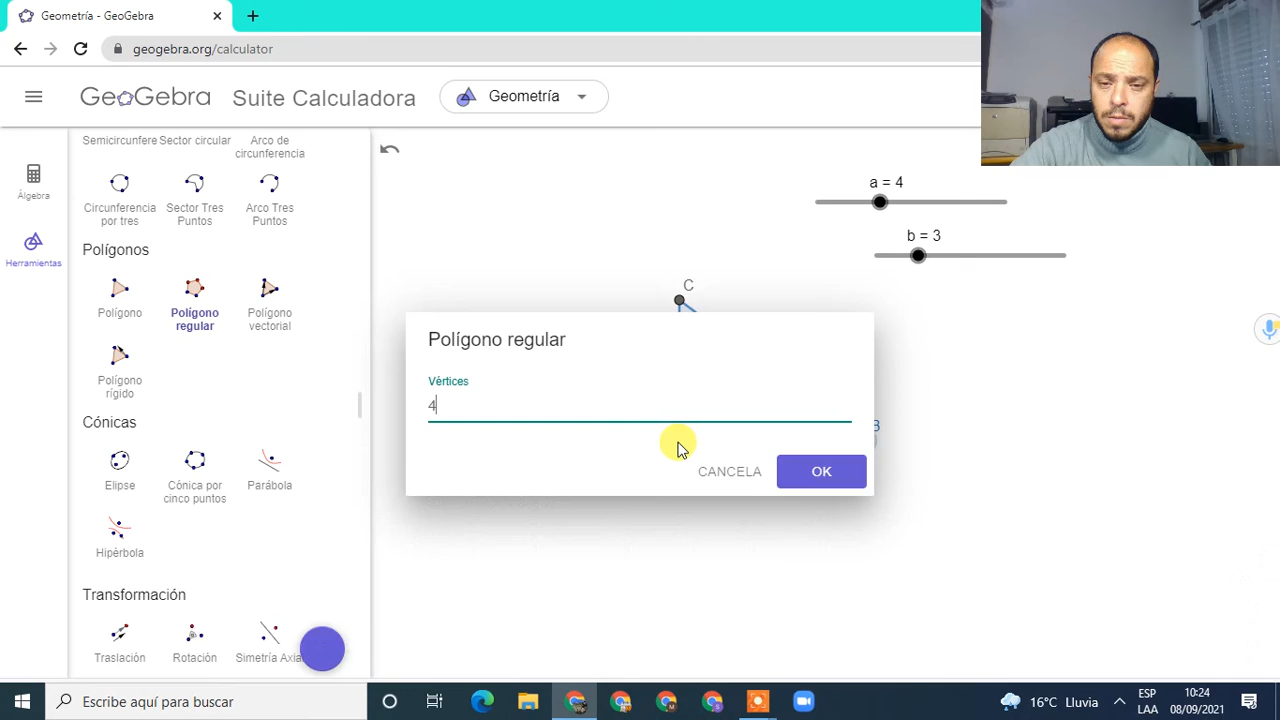 Geometría - GeoGebra
geogebra.org/calculator
GeoGebra Suite Calculadora Geometría
Álgebra
Herramientas
Semicircunfere Sector circular Arco de circunferencia
Circunferencia por tres Sector Tres Puntos Arco Tres Puntos
Polígonos
Polígono Polígono regular Polígono vectorial
Polígono rígido
Cónicas
Elipse Cónica por cinco puntos Parábola
Hipérbola
Transformación
Traslación Rotación Simetría Axia
a = 4
b = 3
C
B
Polígono regular
Vértices
4
CANCELA OK
Escribe aquí para buscar
16°C Lluvia
ESP
LAA
10:24
08/09/2021